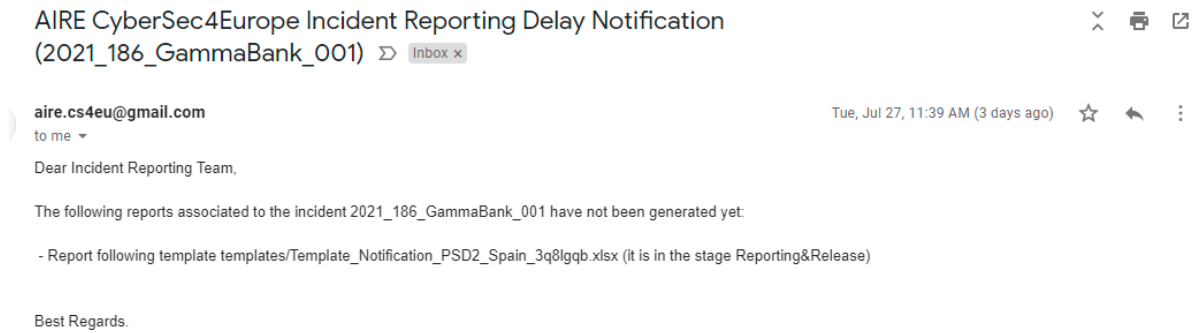 AIRE CyberSec4Europe Incident Reporting Delay Notification
(2021_186_GammaBank_001) Inbox x
aire.cs4eu@gmail.com Tue, Jul 27, 11:39 AM (3 days ago)
to me
Dear Incident Reporting Team,
The following reports associated to the incident 2021_186_GammaBank_001 have not been generated yet:
- Report following template templates/Template_Notification_PSD2_Spain_3q8lgqb.xlsx (it is in the stage Reporting&Release)
Best Regards.